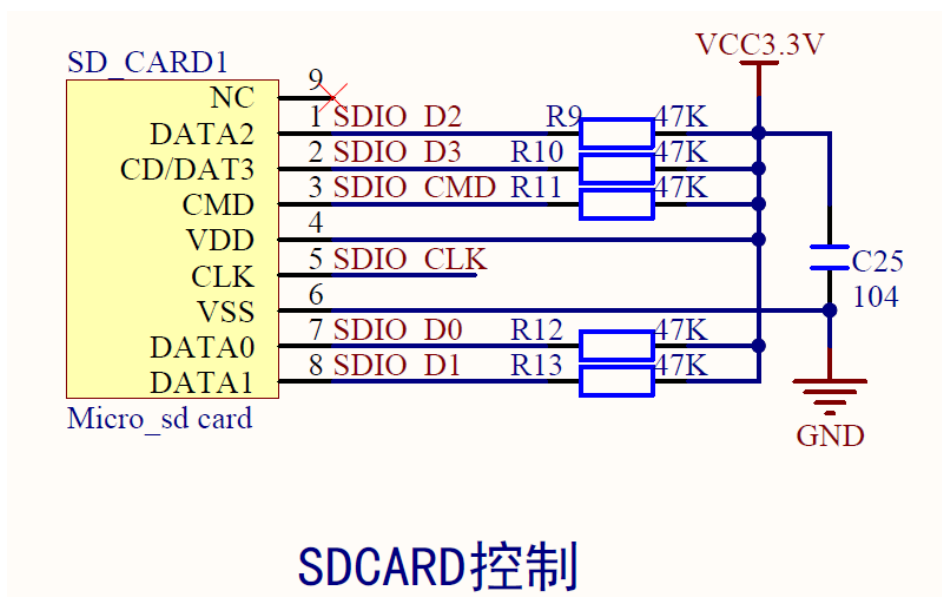 VCC3.3V
SD_CARD1
NC 9
DATA2 1 SDIO_D2 R9 47K
CD/DAT3 2 SDIO_D3 R10 47K
CMD 3 SDIO_CMD R11 47K
VDD 4
CLK 5 SDIO_CLK
C25
104
VSS 6
DATA0 7 SDIO_D0 R12 47K
DATA1 8 SDIO_D1 R13 47K
Micro_sd card
GND
SDCARD控制